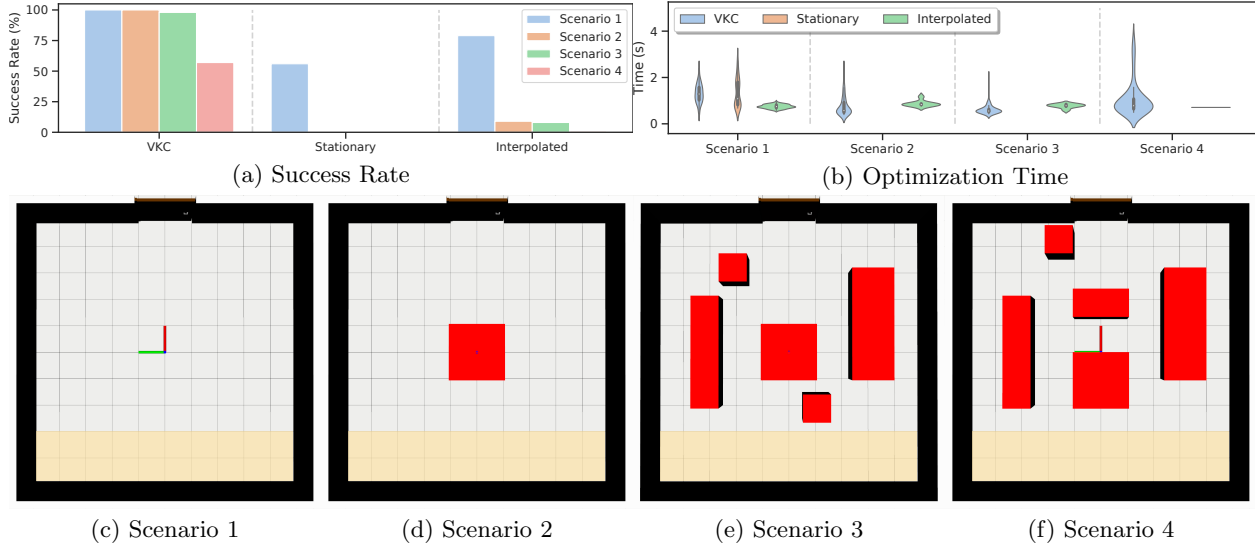 Success Rate (%)
100
75
50
25
0
Scenario 1
Scenario 2
Scenario 3
Scenario 4
VKC
Stationary
Interpolated
(a) Success Rate
Time (s)
4
2
0
VKC
Stationary
Interpolated
Scenario 1
Scenario 2
Scenario 3
Scenario 4
(b) Optimization Time
(c) Scenario 1
(d) Scenario 2
(e) Scenario 3
(f) Scenario 4